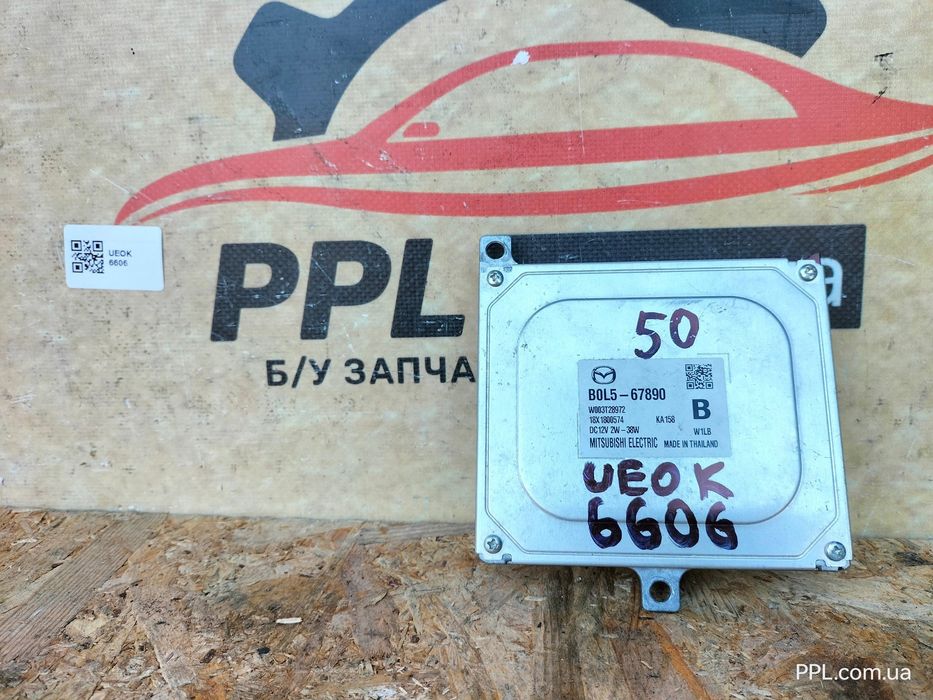 UEOK
6606
PPL
a
Б/У ЗАПЧА
50
B0L5-67890
W003T28972
18X1800574 KA158
B
DC12V 2W-38W W1LB
MITSUBISHI ELECTRIC MADE IN THAILAND
UEOK
6606
PPL.com.ua